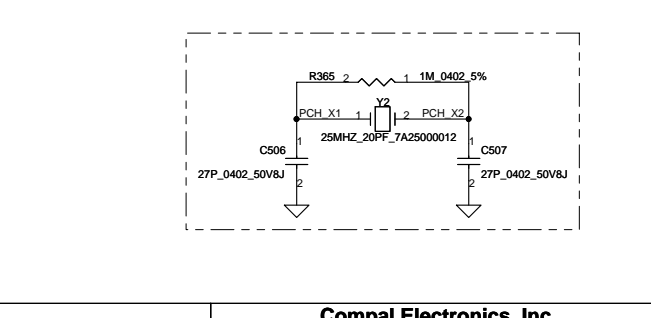 R365 2 1 1M_0402_5%
Y2
PCH_X1 1 2 PCH_X2
25MHZ_20PF_7A25000012
1 1
C506 C507
27P_0402_50V8J 27P_0402_50V8J
2 2
Compal Electronics, Inc.